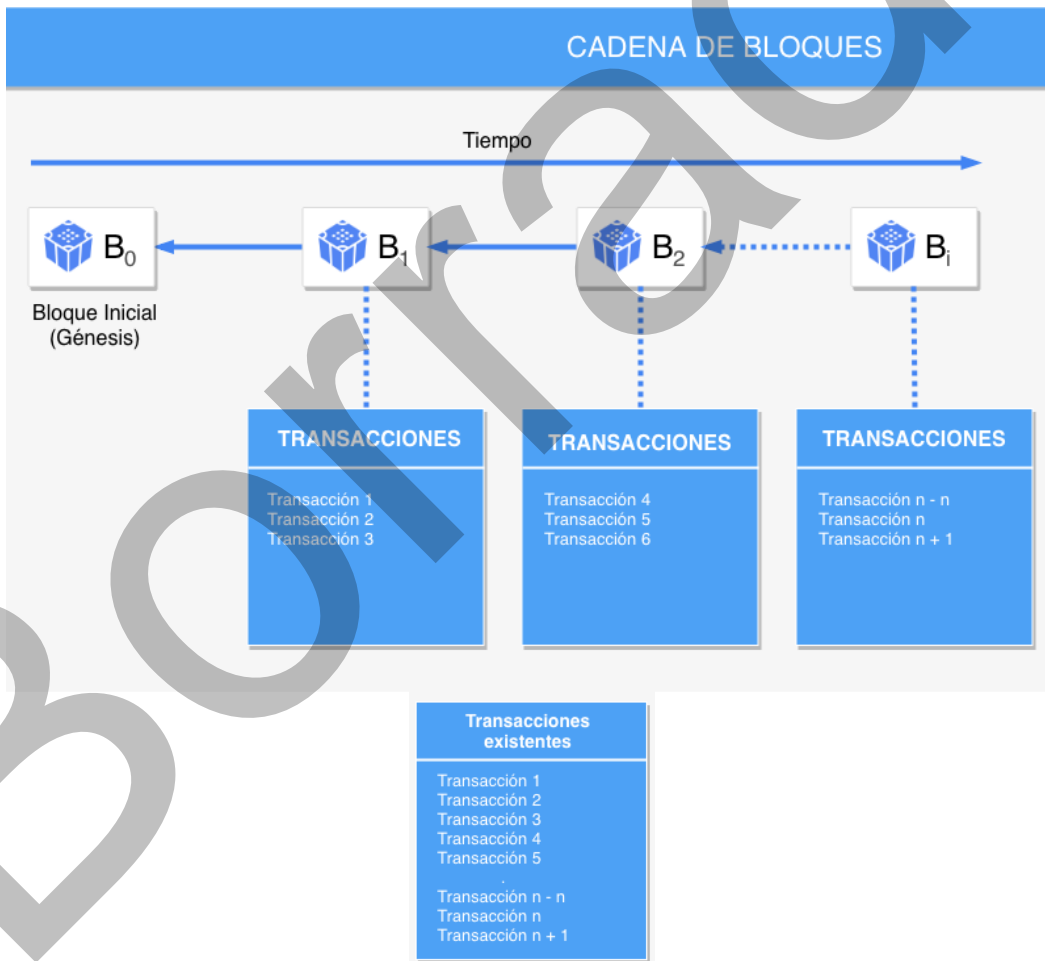 CADENA DE BLOQUES
Tiempo
B0
B1
B2
Bi
Bloque Inicial
(Génesis)
TRANSACCIONES
Transacción 1
Transacción 2
Transacción 3
TRANSACCIONES
Transacción 4
Transacción 5
Transacción 6
TRANSACCIONES
Transacción n - n
Transacción n
Transacción n + 1
Transacciones
existentes
Transacción 1
Transacción 2
Transacción 3
Transacción 4
Transacción 5
.
Transacción n - n
Transacción n
Transacción n + 1